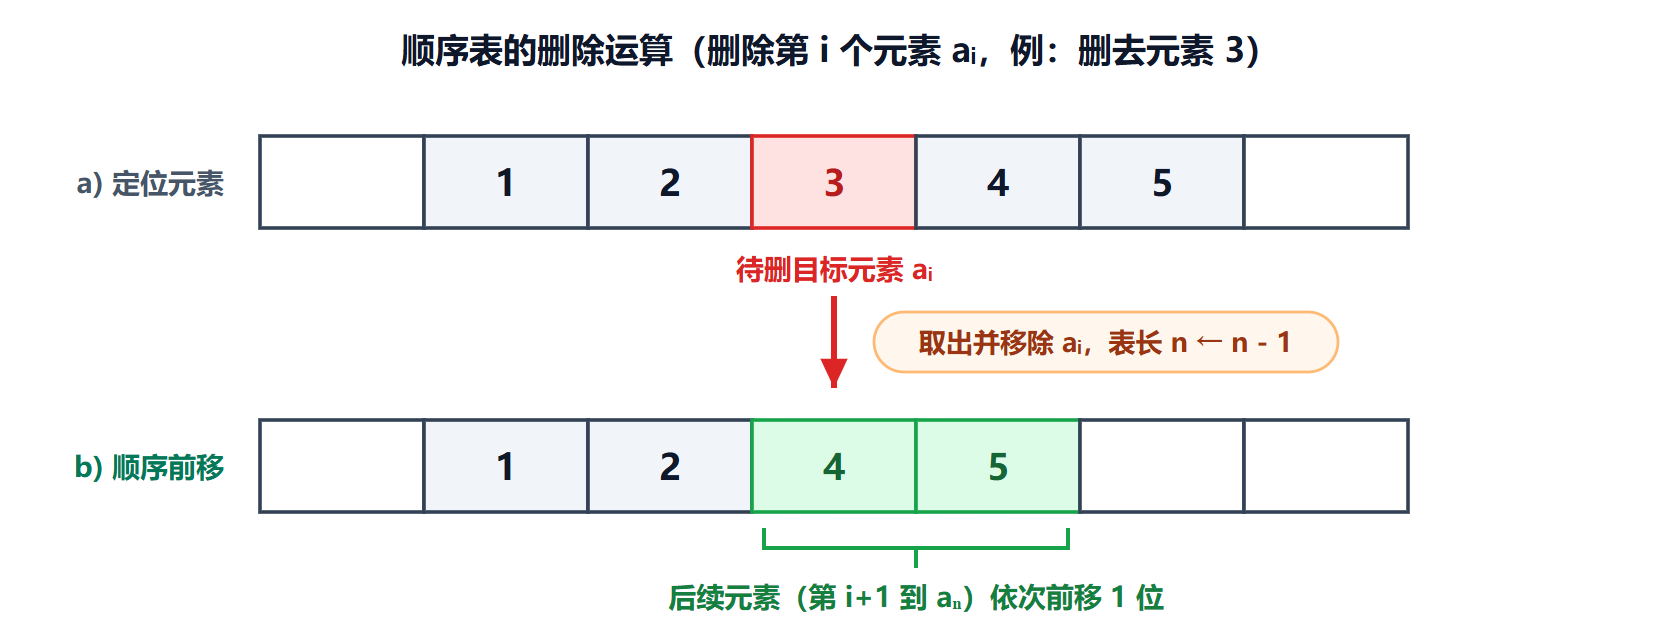 顺序表的删除运算（删除第 i 个元素 aᵢ，例：删去元素 3）
a) 定位元素
1 2 3 4 5
待删目标元素 aᵢ
取出并移除 aᵢ，表长 n ← n - 1
b) 顺序前移
1 2 4 5
后续元素（第 i+1 到 aₙ）依次前移 1 位